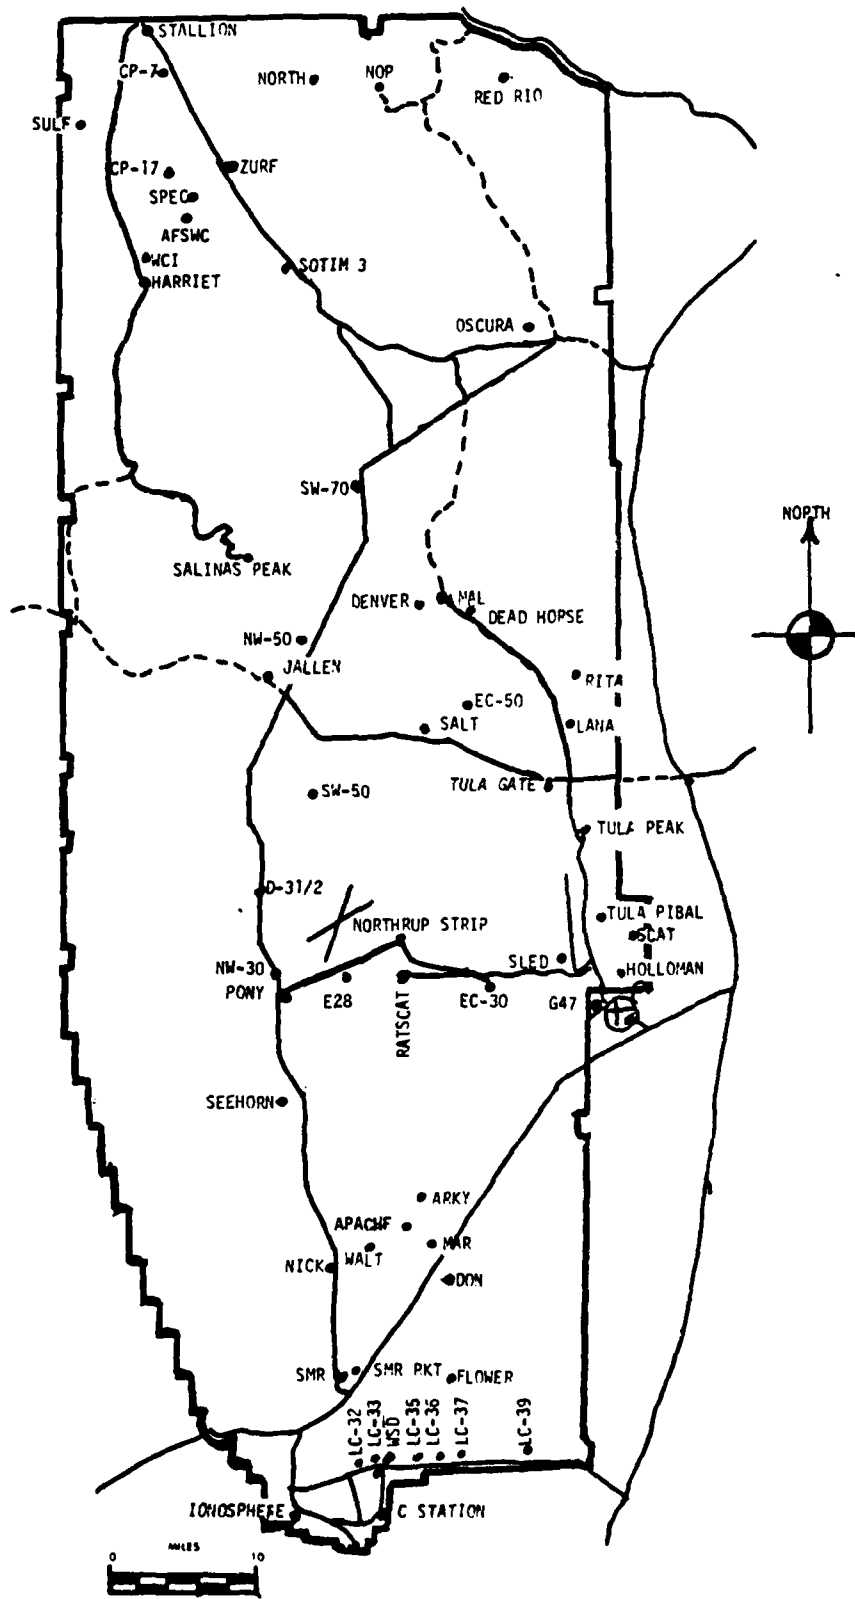 STALLION
CP-7
NORTH
NOP
RED RIO
SULF
CP-17
ZURF
SPEC
AFSWC
WCI
HARRIET
SOTIM 3
OSCURA
SW-70
NORTH
SALINAS PEAK
DENVER
MAL
DEAD HORSE
NW-50
JALLEN
RITA
EC-50
SALT
LANA
TULA GATE
SW-50
TULA PEAK
D-31/2
TULA PIBAL
NORTHRUP STRIP
SCAT
SLED
NW-30
HOLLOMAN
PONY
E28
RATSCAT
EC-30
G47
SEEHORN
ARKY
APACHE
MAR
WALT
NICK
DON
SMR
SMR RKT
FLOWER
LC-32
LC-33
WSD
LC-35
LC-36
LC-37
LC-39
IONOSPHERE
C STATION
MILES
0 10